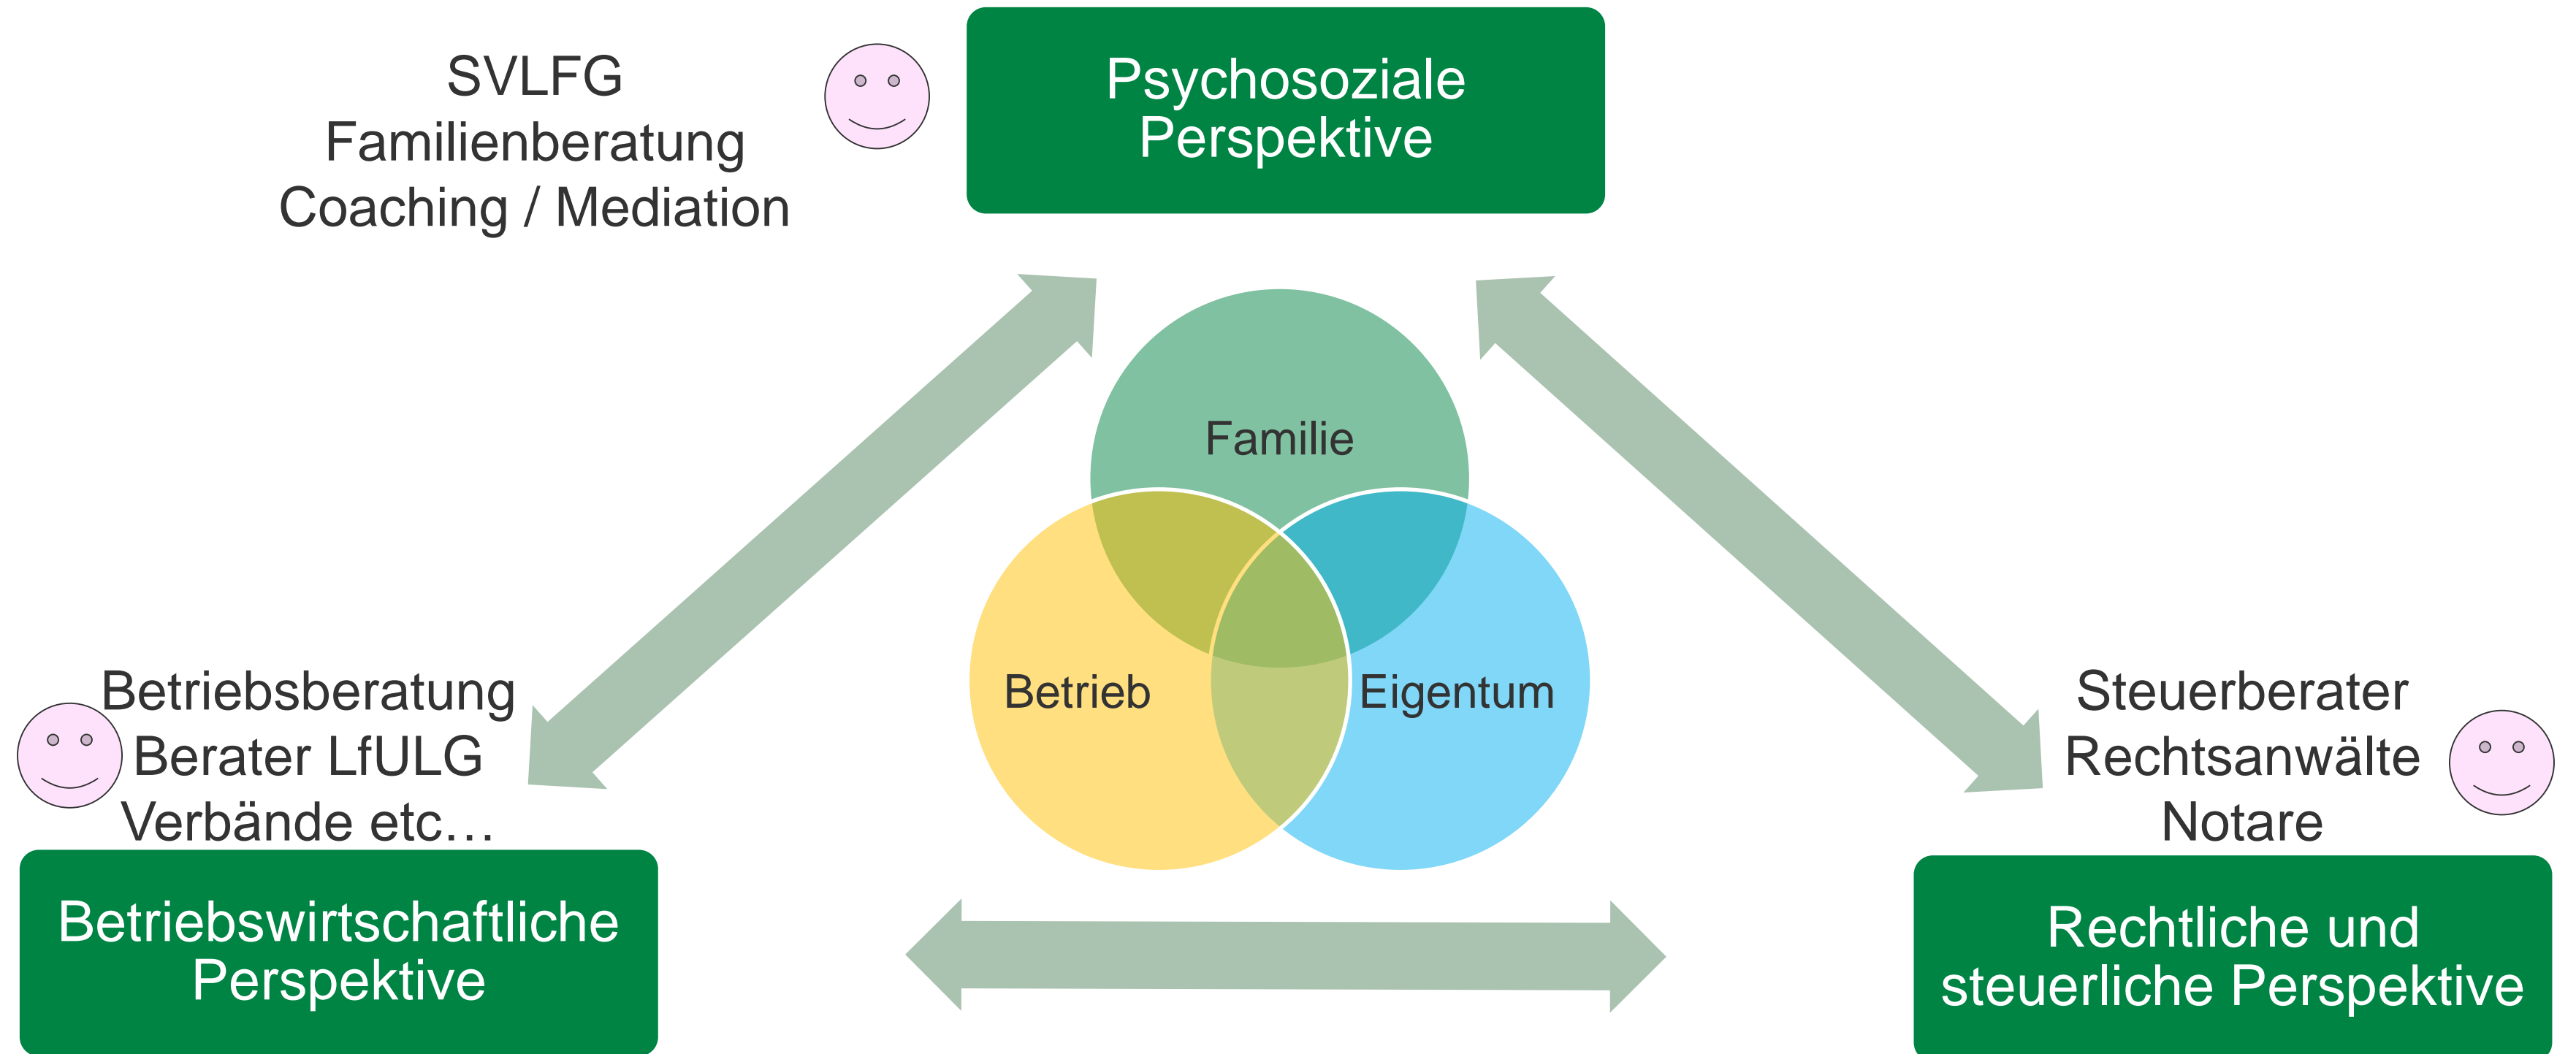 SVLFG
Familienberatung
Coaching / Mediation
Psychosoziale
Perspektive
Familie
Betrieb
Eigentum
Betriebsberatung
Berater LfULG
Verbände etc…
Betriebswirtschaftliche
Perspektive
Steuerberater
Rechtsanwälte
Notare
Rechtliche und
steuerliche Perspektive